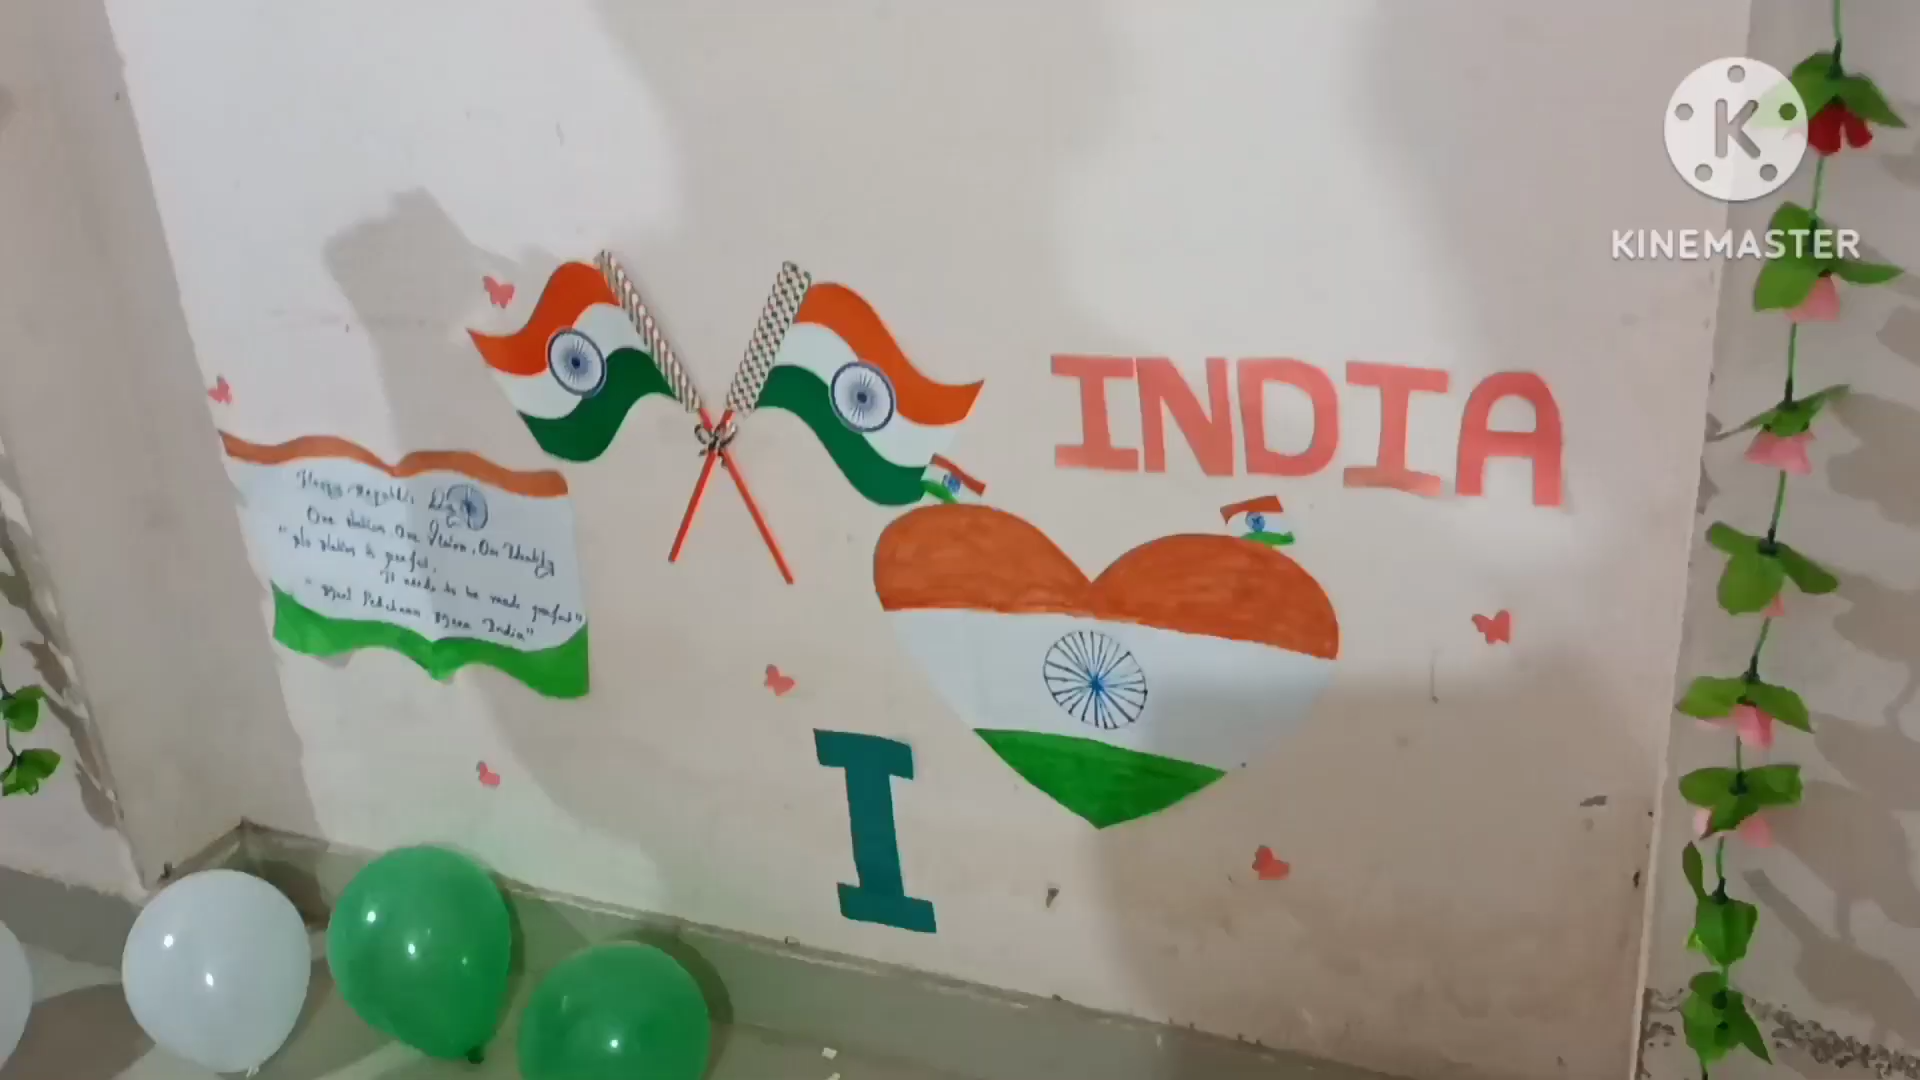 K
KINEMASTER
INDIA
Happy Republic Day
One Nation One Vision, One Identity
" No Nation is perfect,
It needs to be made perfect"
" Meri Pehchaan Mera India"
I